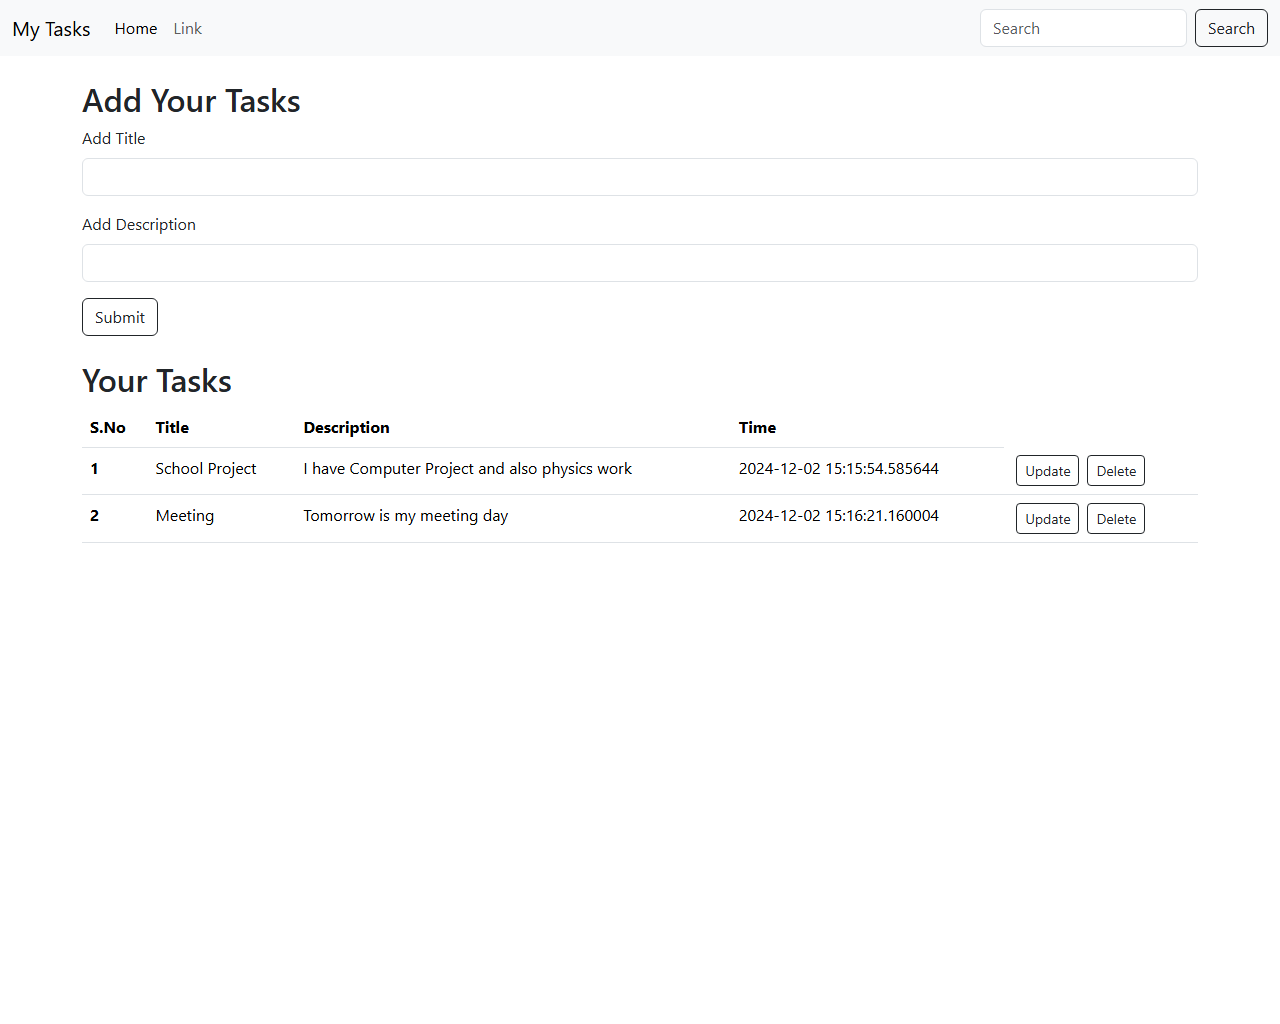 My Tasks Home Link Search Search
Add Your Tasks
Add Title
Add Description
Submit
Your Tasks
S.No Title Description Time
1 School Project I have Computer Project and also physics work 2024-12-02 15:15:54.585644 Update Delete
2 Meeting Tomorrow is my meeting day 2024-12-02 15:16:21.160004 Update Delete